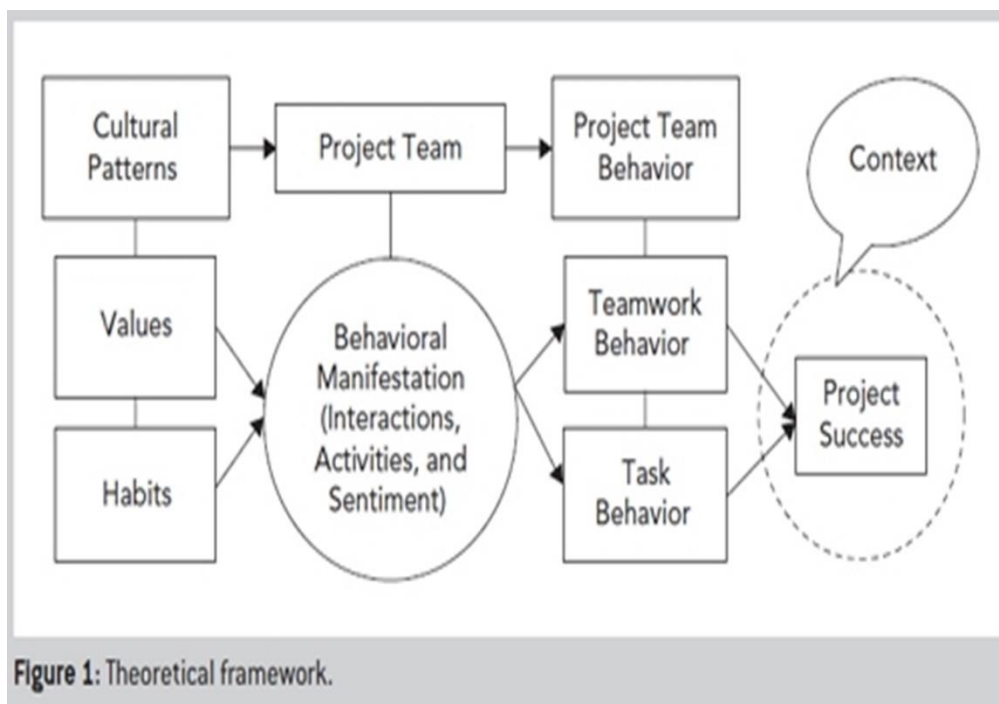 Cultural
Patterns
Project Team
Project Team
Behavior
Context
Values
Behavioral
Manifestation
(Interactions,
Activities, and
Sentiment)
Teamwork
Behavior
Project
Success
Habits
Task
Behavior
Figure 1: Theoretical framework.